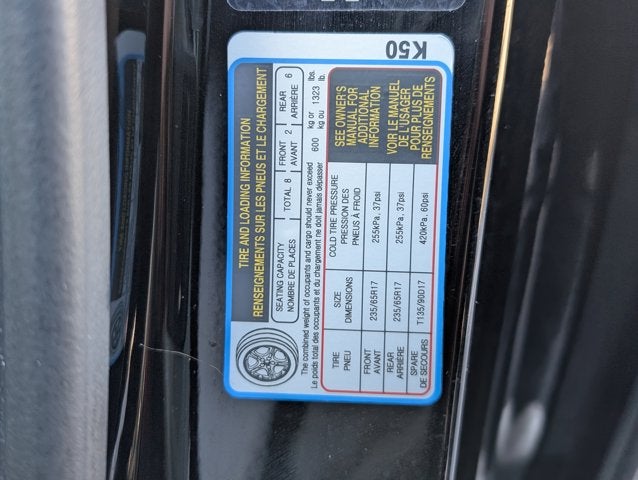 K50
TIRE AND LOADING INFORMATION
RENSEIGNEMENTS SUR LES PNEUS ET LE CHARGEMENT
SEATING CAPACITY
NOMBRE DE PLACES
TOTAL 8
FRONT
AVANT
2
REAR
ARRIÈRE
6
The combined weight of occupants and cargo should never exceed
Le poids total des occupants et du chargement ne doit jamais dépasser
600
kg or
kg ou
1323
lbs.
lb.
TIRE
PNEU
SIZE
DIMENSIONS
COLD TIRE PRESSURE
PRESSION DES
PNEUS À FROID
FRONT
AVANT
235/65R17
255kPa, 37psi
REAR
ARRIÈRE
235/65R17
255kPa, 37psi
SPARE
DE SECOURS
T135/90D17
420kPa, 60psi
SEE OWNER'S
MANUAL FOR
ADDITIONAL
INFORMATION
VOIR LE MANUEL
DE L'USAGER
POUR PLUS DE
RENSEIGNEMENTS